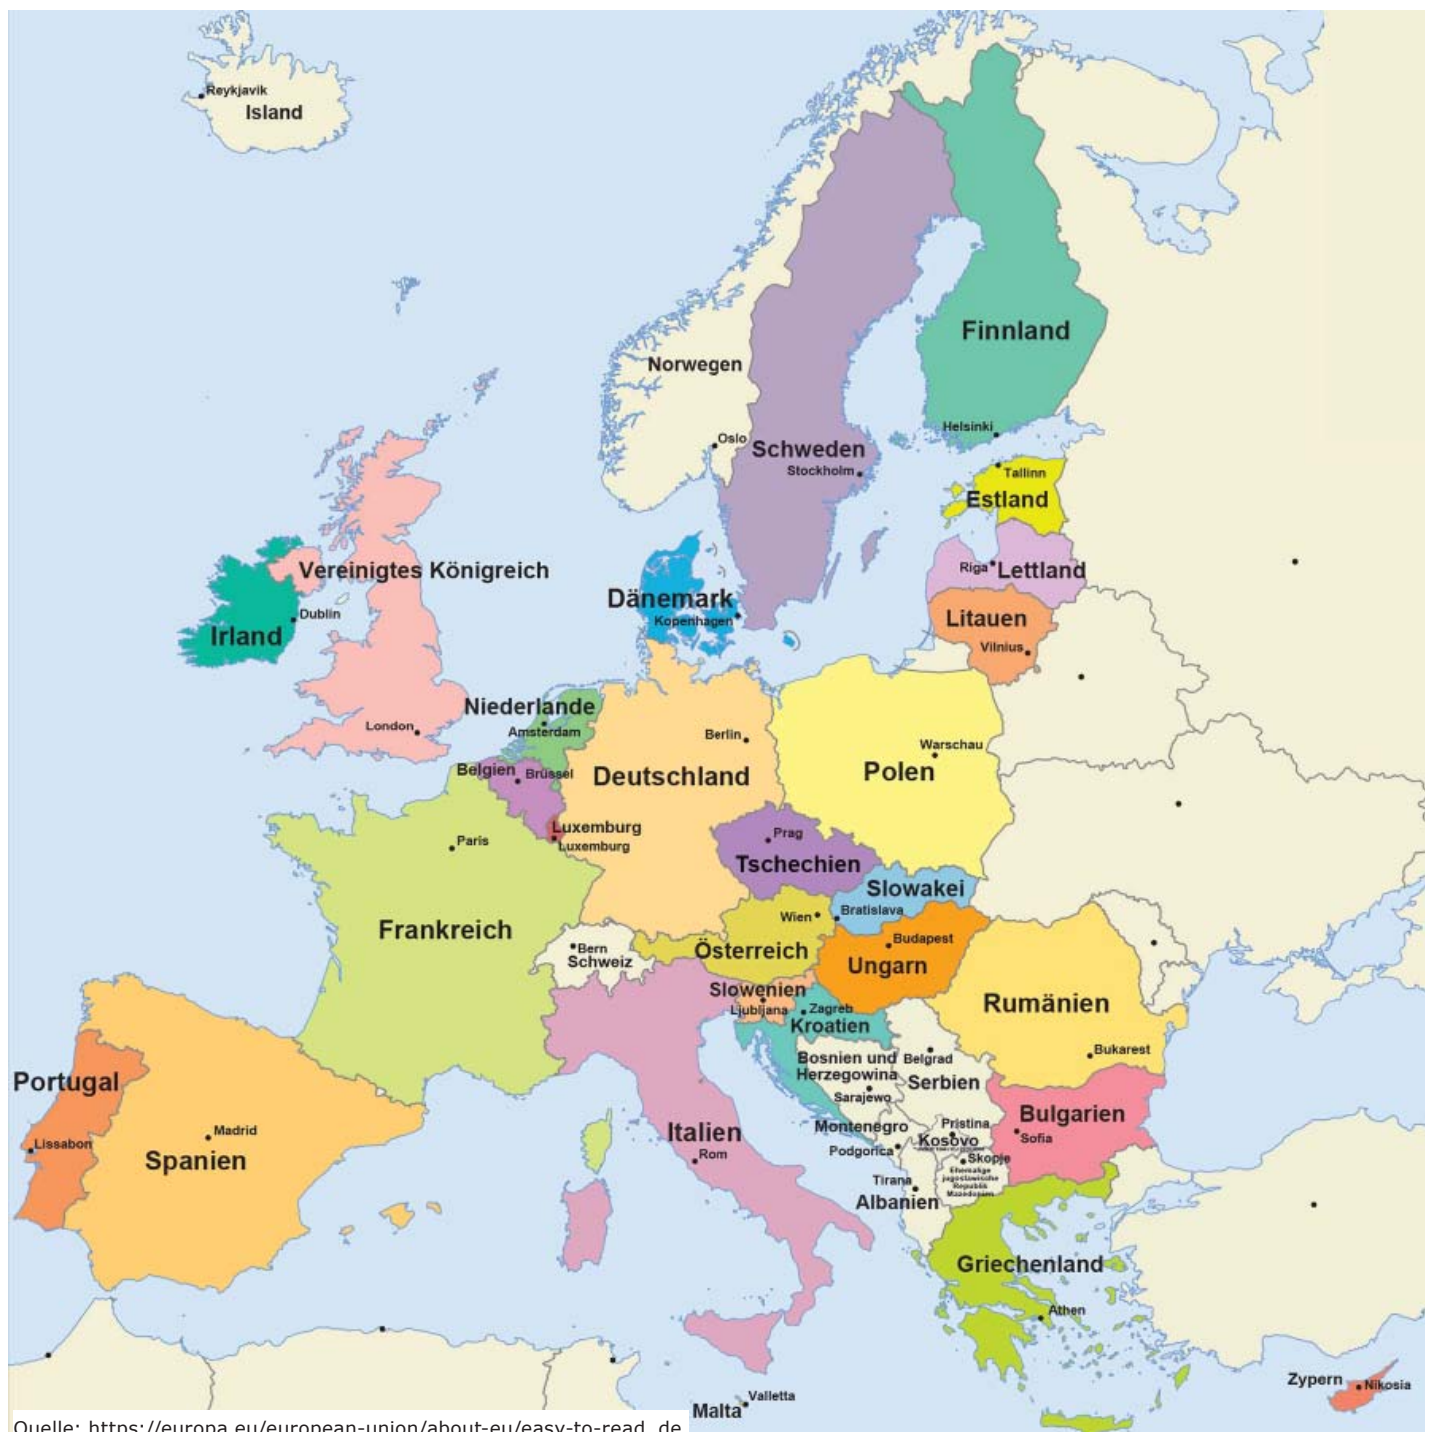 Reykjavik
Island
Finnland
Norwegen
Helsinki
Oslo
Schweden
Stockholm
Tallinn
Estland
Vereinigtes Königreich
Riga
Lettland
Dänemark
Kopenhagen
Dublin
Irland
Litauen
Vilnius
Niederlande
Amsterdam
London
Berlin
Warschau
Belgien
Brüssel
Deutschland
Polen
Luxemburg
Luxemburg
Paris
Prag
Tschechien
Slowakei
Bratislava
Wien
Frankreich
Budapest
Bern
Schweiz
Österreich
Ungarn
Slowenien
Ljubljana
Zagreb
Kroatien
Rumänien
Bukarest
Bosnien und
Herzegowina
Sarajewo
Belgrad
Serbien
Portugal
Lissabon
Madrid
Spanien
Italien
Rom
Montenegro
Podgorica
Pristina
Kosovo
Bulgarien
Sofia
Skopje
Ehemalige
jugoslawische
Republik
Mazedonien
Tirana
Albanien
Griechenland
Athen
Zypern
Nikosia
Valletta
Malta
Quelle: https://europa.eu/european-union/about-eu/easy-to-read_de